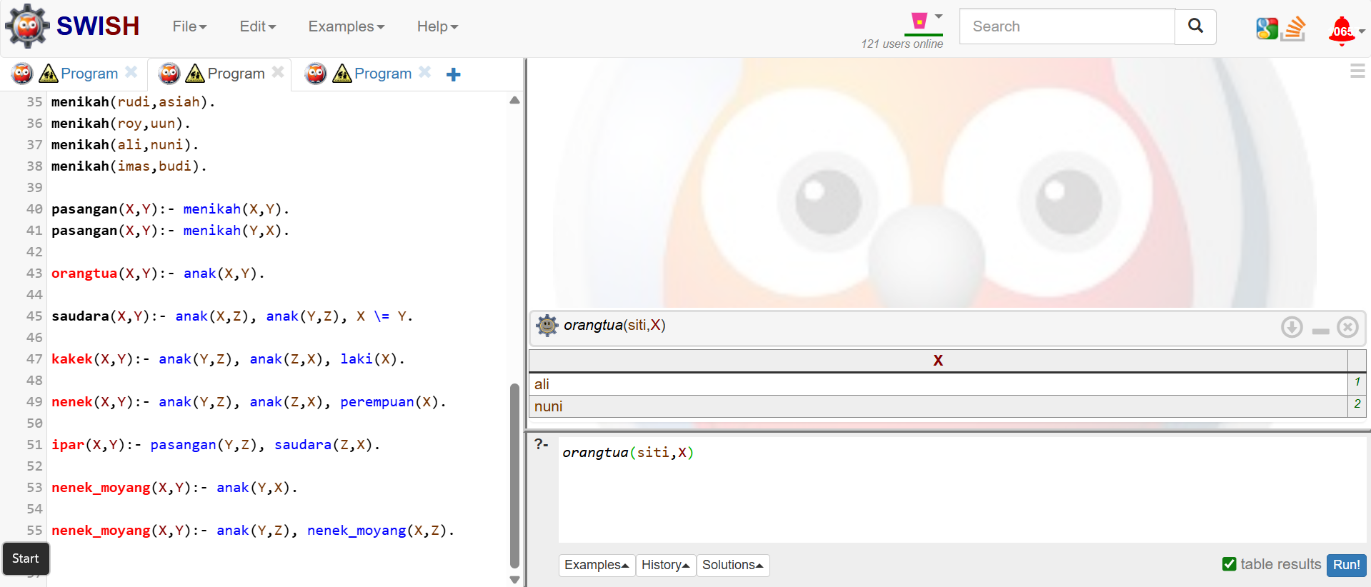 SWISH File Edit Examples Help 121 users online Search
Program Program Program
35 menikah(rudi,asiah).
36 menikah(roy,uun).
37 menikah(ali,nuni).
38 menikah(imas,budi).
39
40 pasangan(X,Y):- menikah(X,Y).
41 pasangan(X,Y):- menikah(Y,X).
42
43 orangtua(X,Y):- anak(X,Y).
44
45 saudara(X,Y):- anak(X,Z), anak(Y,Z), X \= Y.
46
47 kakek(X,Y):- anak(Y,Z), anak(Z,X), laki(X).
48
49 nenek(X,Y):- anak(Y,Z), anak(Z,X), perempuan(X).
50
51 ipar(X,Y):- pasangan(Y,Z), saudara(Z,X).
52
53 nenek_moyang(X,Y):- anak(Y,X).
54
55 nenek_moyang(X,Y):- anak(Y,Z), nenek_moyang(X,Z).
Start
orangtua(siti,X)
X
ali 1
nuni 2
?- orangtua(siti,X)
Examples History Solutions table results Run!